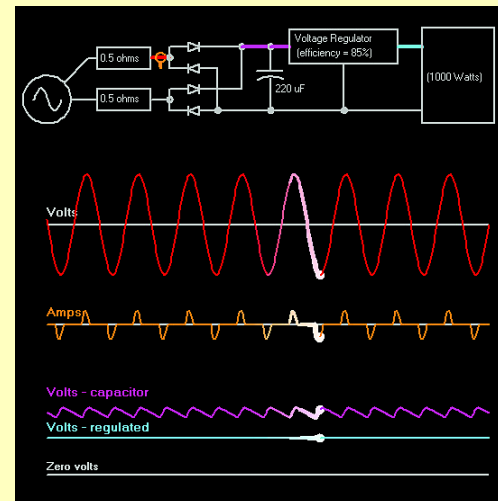 Voltage Regulator
(efficiency = 85%)
0.5 ohms
(1000 Watts)
220 uF
0.5 ohms
Volts
Amps
Volts - capacitor
Volts - regulated
Zero volts